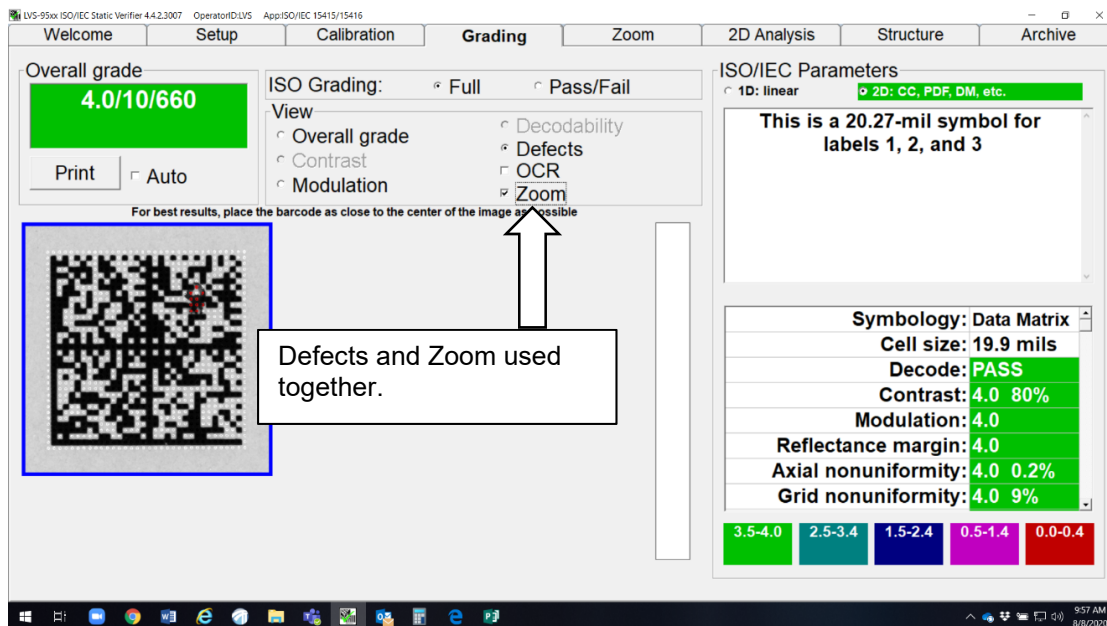 LVS-95xx ISO/IEC Static Verifier 4.4.2.3007 OperatorID:LVS App:ISO/IEC 15415/15416
Welcome Setup Calibration Grading Zoom 2D Analysis Structure Archive
Overall grade
4.0/10/660
Print Auto
ISO Grading: Full Pass/Fail
View
Overall grade
Contrast
Modulation
Decodability
Defects
OCR
Zoom
For best results, place the barcode as close to the center of the image as possible
Defects and Zoom used
together.
ISO/IEC Parameters
1D: linear 2D: CC, PDF, DM, etc.
This is a 20.27-mil symbol for
labels 1, 2, and 3
Symbology: Data Matrix
Cell size: 19.9 mils
Decode: PASS
Contrast: 4.0 80%
Modulation: 4.0
Reflectance margin: 4.0
Axial nonuniformity: 4.0 0.2%
Grid nonuniformity: 4.0 9%
3.5-4.0 2.5-3.4 1.5-2.4 0.5-1.4 0.0-0.4
9:57 AM
8/8/2020